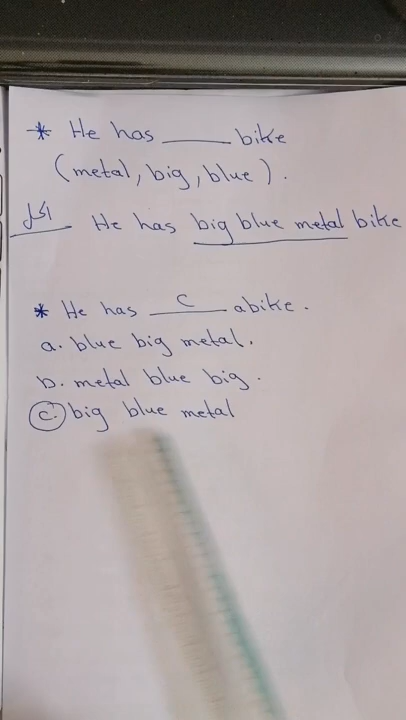 * He has ____ bike
(metal, big, blue).
He has big blue metal bike
* He has __c__ abike.
a. blue big metal.
b. metal blue big.
c. big blue metal